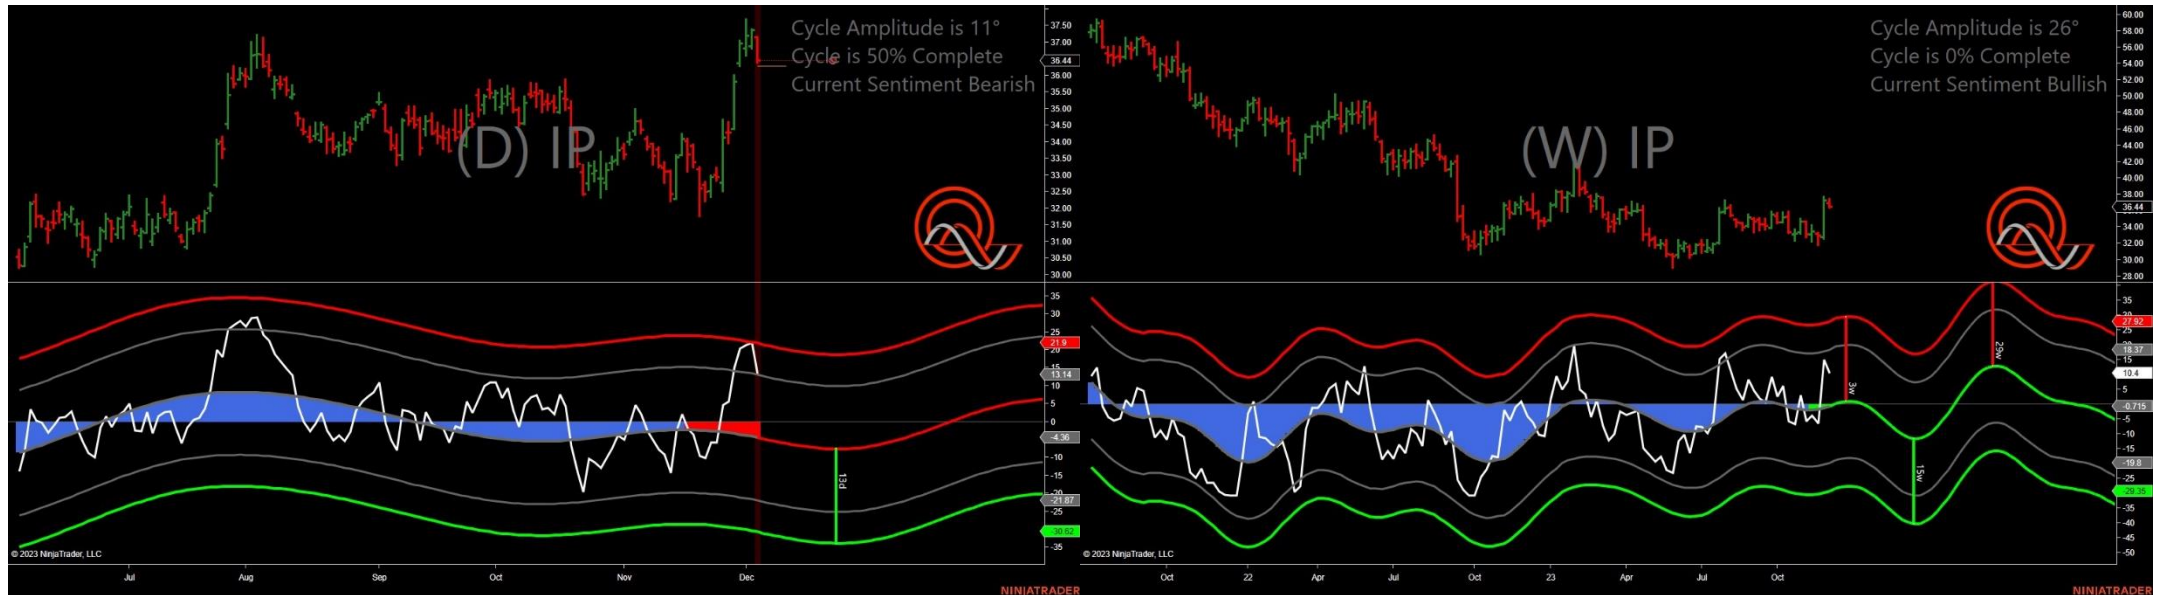 Cycle Amplitude is 11°
Cycle is 50% Complete
Current Sentiment Bearish
(D) IP
37.50
37.00
36.44
36.00
35.50
35.00
34.50
34.00
33.50
33.00
32.50
32.00
31.50
31.00
30.50
30.00
35
30
25
21.9
20
15
13.14
10
5
0
-4.36
-10
-15
-20
-21.87
-25
-30.62
-35
13d
© 2023 NinjaTrader, LLC
Jul
Aug
Sep
Oct
Nov
Dec
NINJATRADER
Cycle Amplitude is 26°
Cycle is 0% Complete
Current Sentiment Bullish
(W) IP
60.00
58.00
56.00
54.00
52.00
50.00
48.00
46.00
44.00
42.00
40.00
38.00
36.44
34.00
32.00
30.00
28.00
35
27.92
20
18.37
15
10.4
5
-0.715
-5
-10
-15
-19.8
-25
-29.35
-35
-40
-45
-50
3w
15w
29w
© 2023 NinjaTrader, LLC
Oct
22
Apr
Jul
Oct
23
Apr
Jul
Oct
NINJATRADER